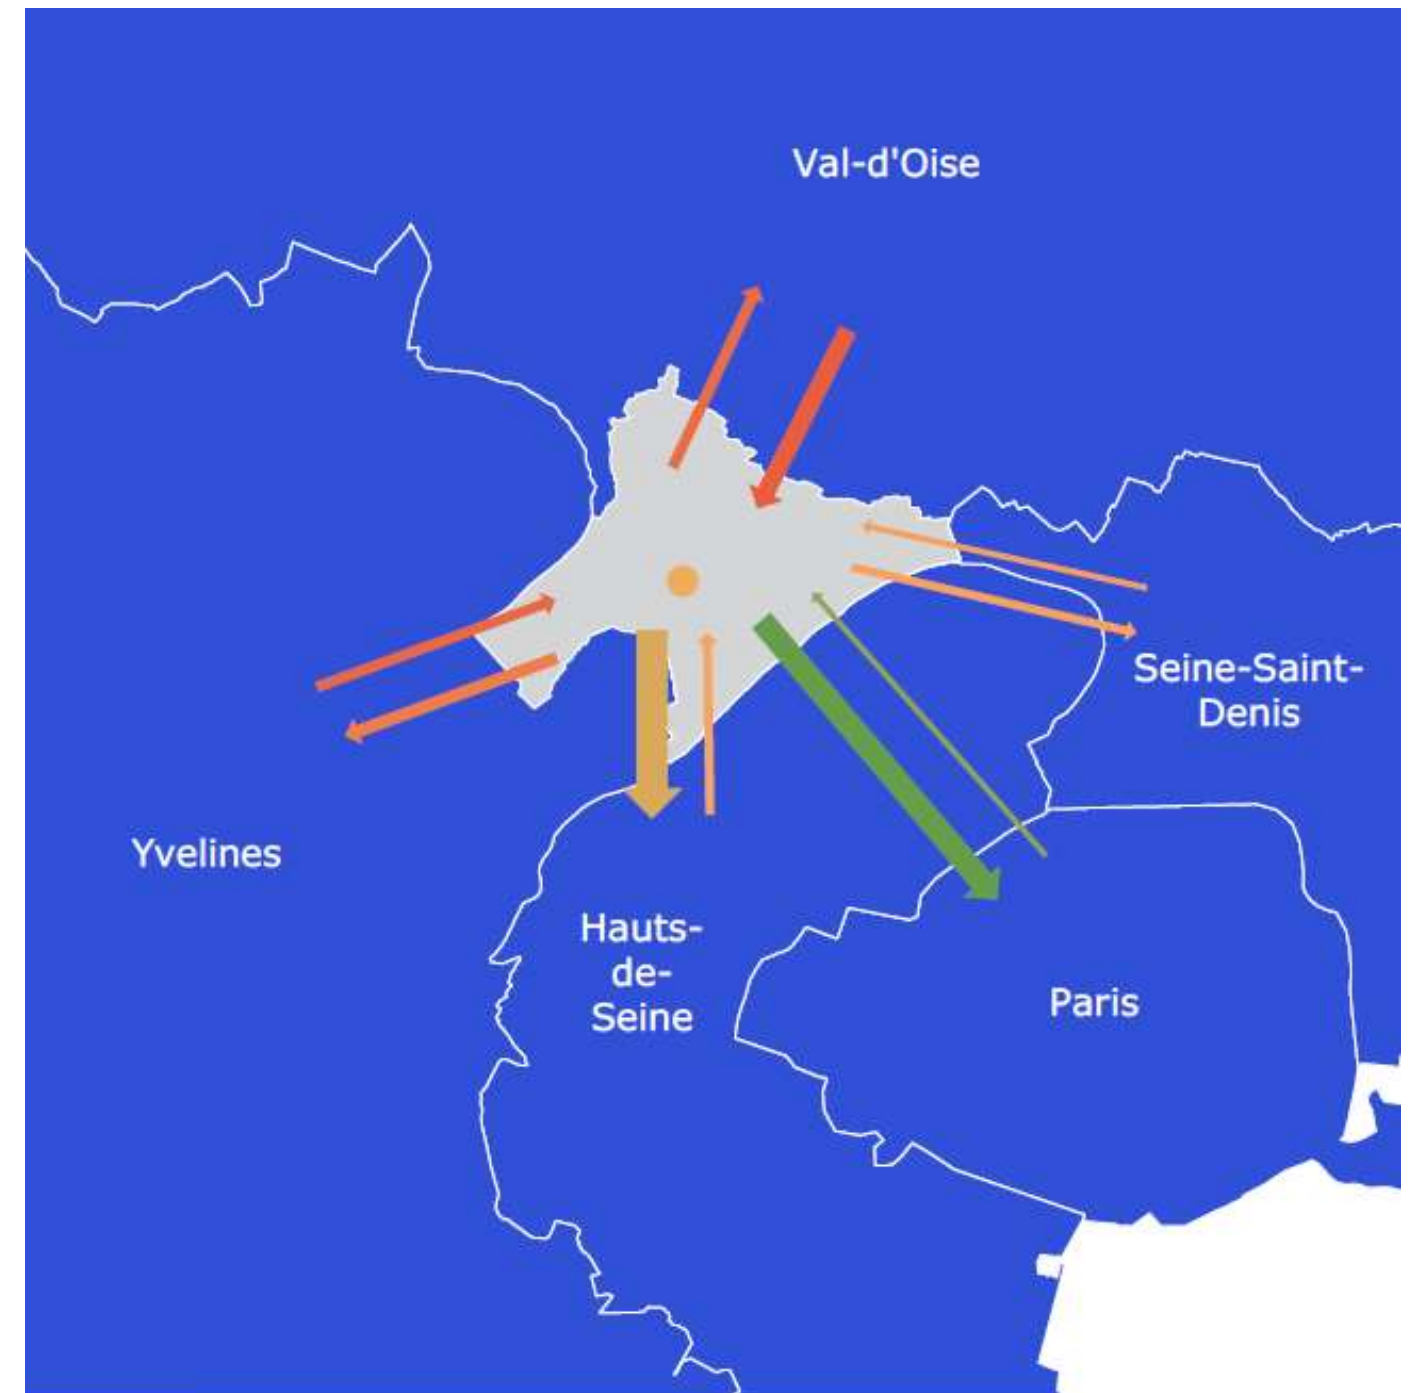 Val-d'Oise
Seine-Saint-
Denis
Yvelines
Hauts-
de-
Seine
Paris